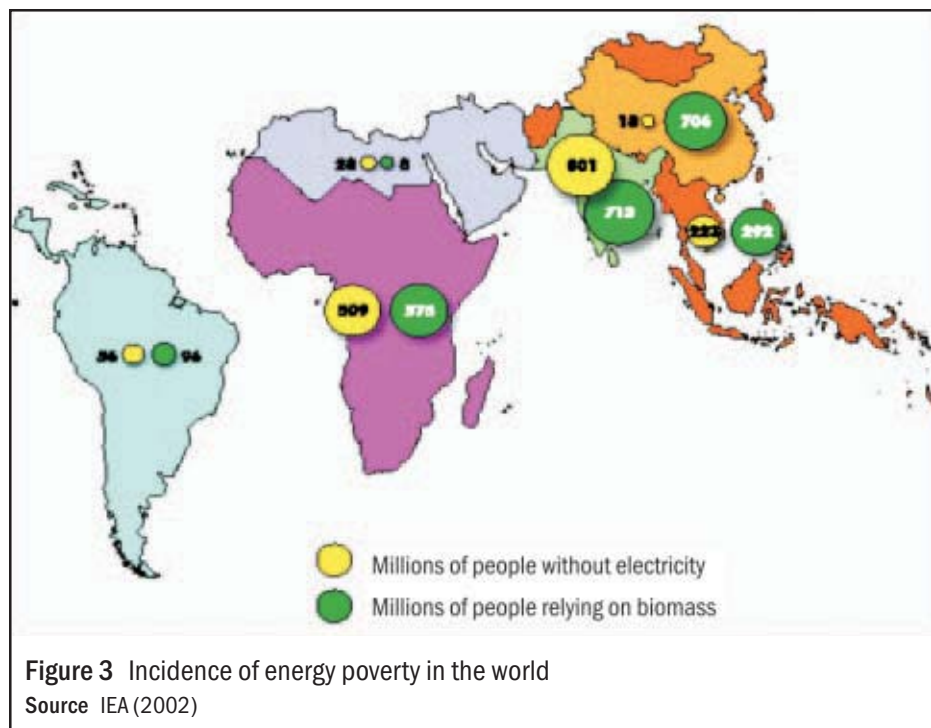 18 706
28 8
801
713
292
509 575
56 96
Millions of people without electricity
Millions of people relying on biomass
Figure 3 Incidence of energy poverty in the world
Source IEA (2002)